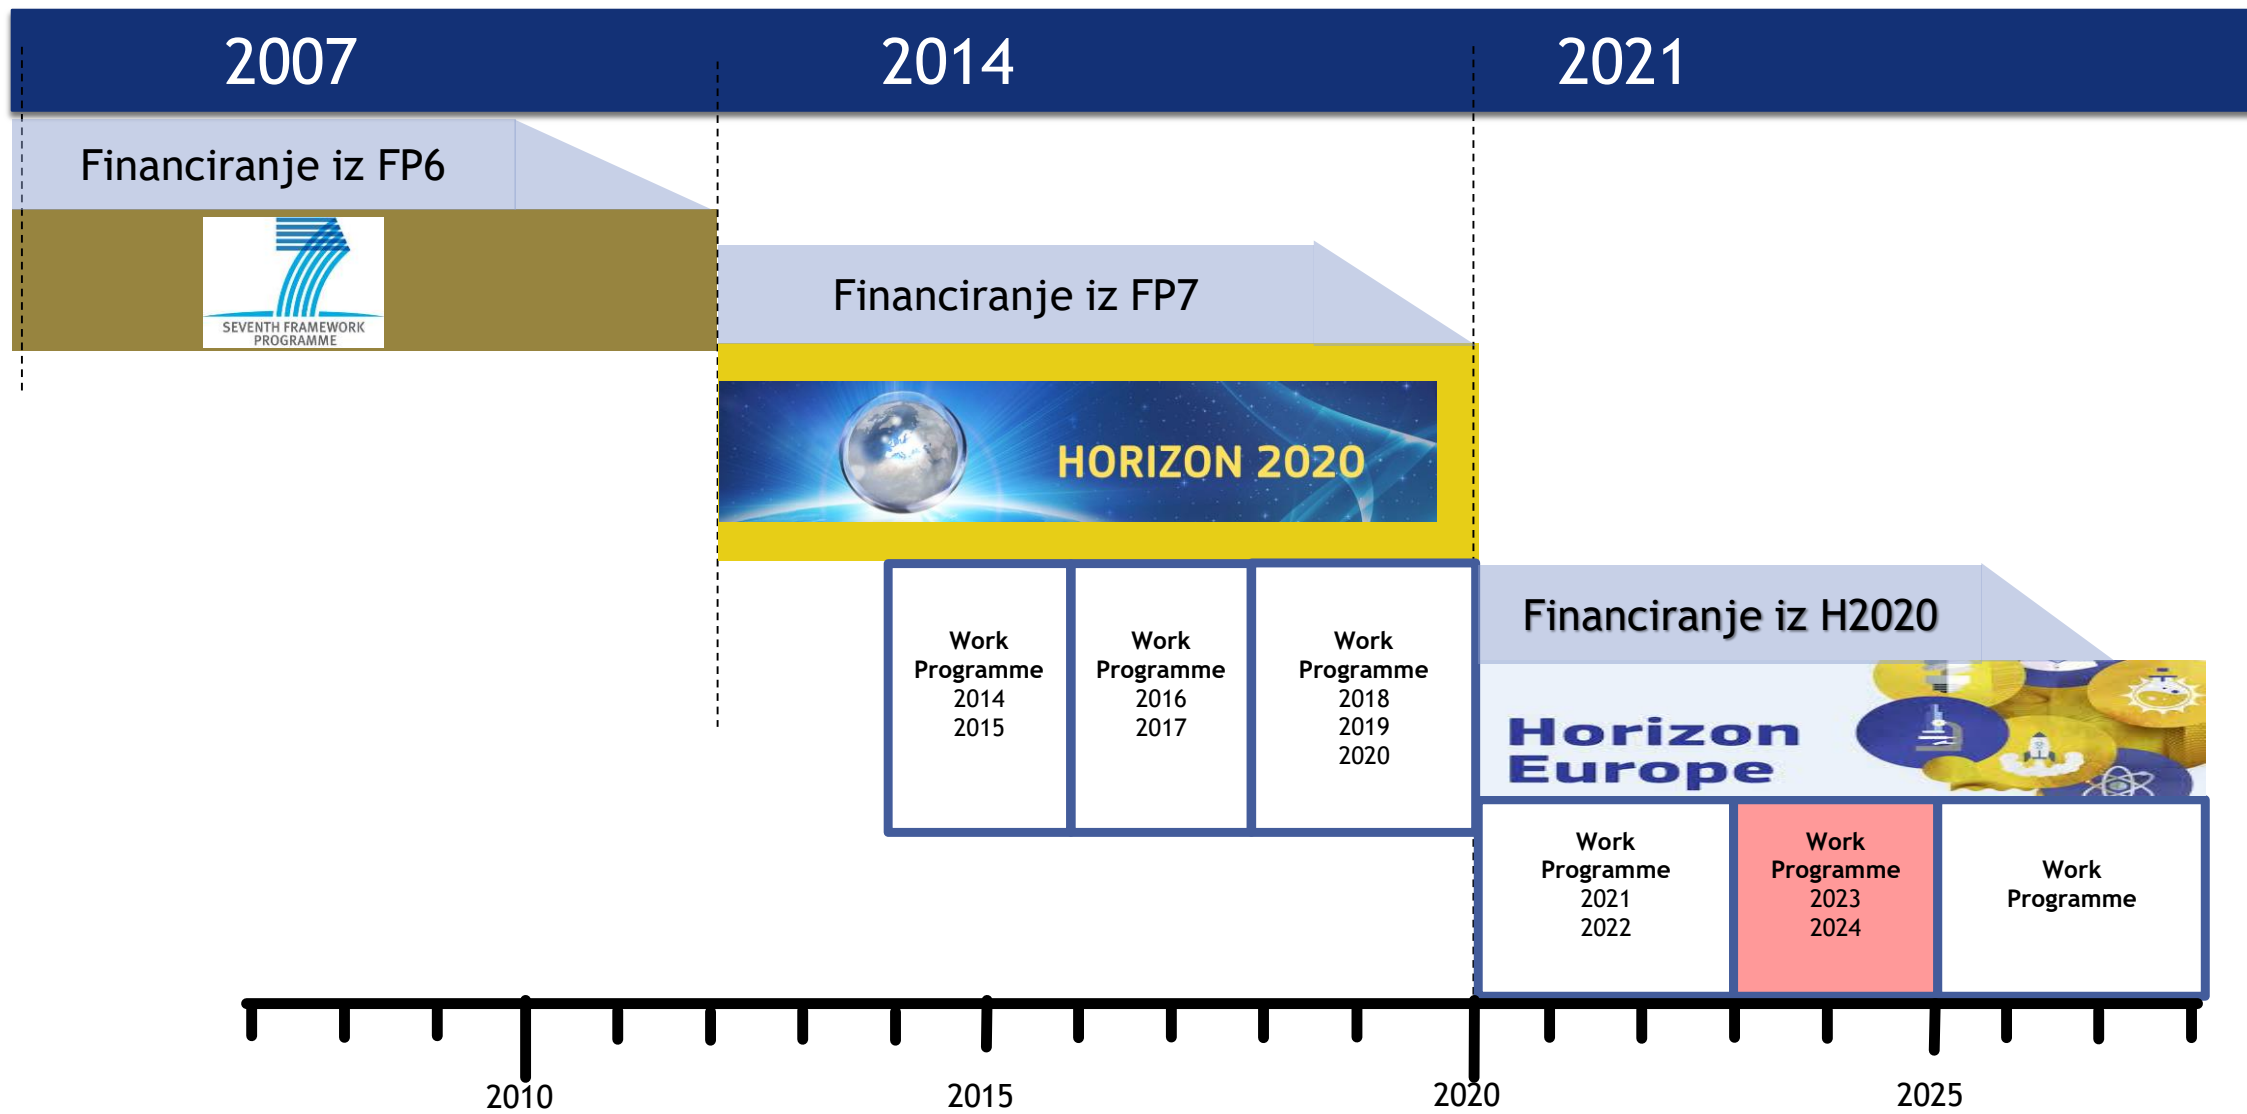 2007
2014
2021
Financiranje iz FP6
7
SEVENTH FRAMEWORK
PROGRAMME
Financiranje iz FP7
HORIZON 2020
Work
Programme
2014
2015
Work
Programme
2016
2017
Work
Programme
2018
2019
2020
Financiranje iz H2020
Horizon
Europe
Work
Programme
2021
2022
Work
Programme
2023
2024
Work
Programme
2010
2015
2020
2025